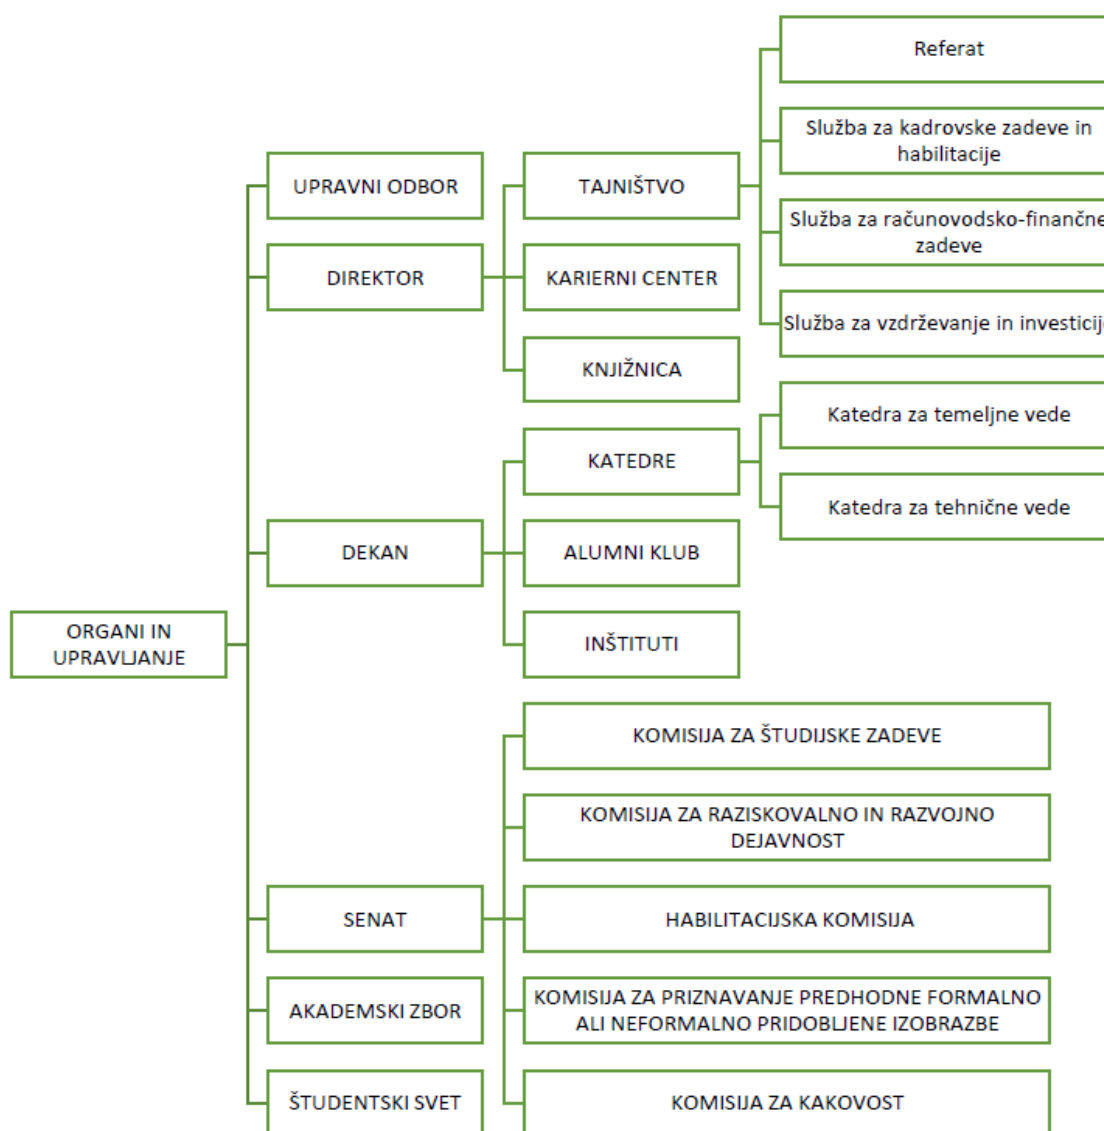 ORGANI IN
UPRAVLJANJE
UPRAVNI ODBOR
DIREKTOR
TAJNIŠTVO
Referat
Služba za kadrovske zadeve in
habilitacije
Služba za računovodsko-finančne
zadeve
Služba za vzdrževanje in investicij
KARIERNI CENTER
KNJIŽNICA
DEKAN
KATEDRE
Katedra za temeljne vede
Katedra za tehnične vede
ALUMNI KLUB
INŠTITUTI
SENAT
KOMISIJA ZA ŠTUDIJSKE ZADEVE
KOMISIJA ZA RAZISKOVALNO IN RAZVOJNO
DEJAVNOST
HABILITACIJSKA KOMISIJA
KOMISIJA ZA PRIZNAVANJE PREDHODNE FORMALNO
ALI NEFORMALNO PRIDOBLJENE IZOBRAZBE
KOMISIJA ZA KAKOVOST
AKADEMSKI ZBOR
ŠTUDENTSKI SVET